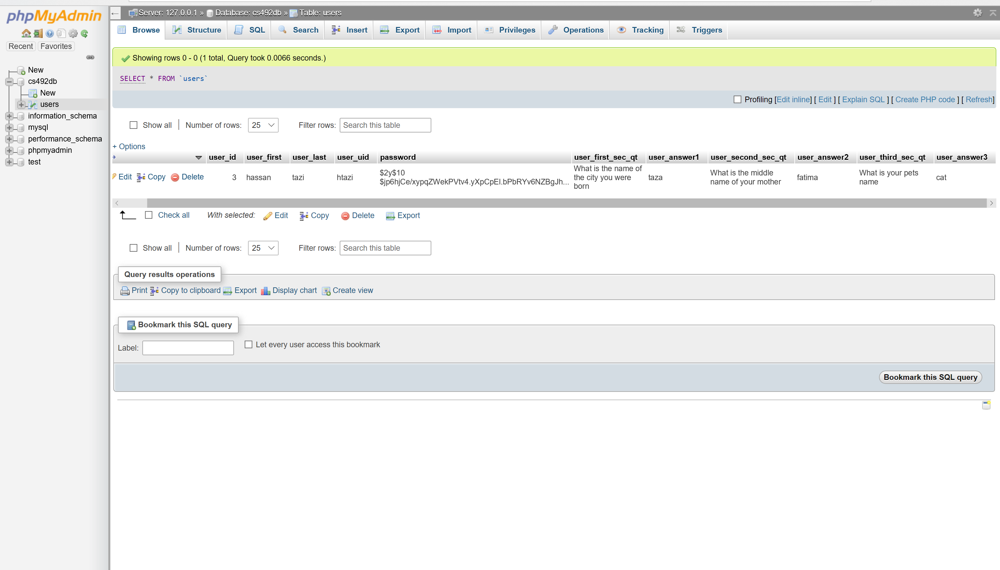 phpMyAdmin
Recent Favorites
New
cs492db
New
users
information_schema
mysql
performance_schema
phpmyadmin
test
Server: 127.0.0.1 » Database: cs492db » Table: users
Browse Structure SQL Search Insert Export Import Privileges Operations Tracking Triggers
Showing rows 0 - 0 (1 total, Query took 0.0066 seconds.)
SELECT * FROM `users`
Profiling [Edit inline] [ Edit ] [ Explain SQL ] [ Create PHP code ] [ Refresh]
Show all | Number of rows: 25 Filter rows: Search this table
+ Options
user_id user_first user_last user_uid password user_first_sec_qt user_answer1 user_second_sec_qt user_answer2 user_third_sec_qt user_answer3
Edit Copy Delete 3 hassan tazi htazi
$2y$10
$jp6hjCe/xypqZWekPVtv4.yXpCpEI.bPbRYv6NZBgJh...
What is the name of
the city you were
born
taza
What is the middle
name of your mother
fatima
What is your pets
name
cat
Check all With selected: Edit Copy Delete Export
Show all | Number of rows: 25 Filter rows: Search this table
Query results operations
Print Copy to clipboard Export Display chart Create view
Bookmark this SQL query
Label: Let every user access this bookmark
Bookmark this SQL query